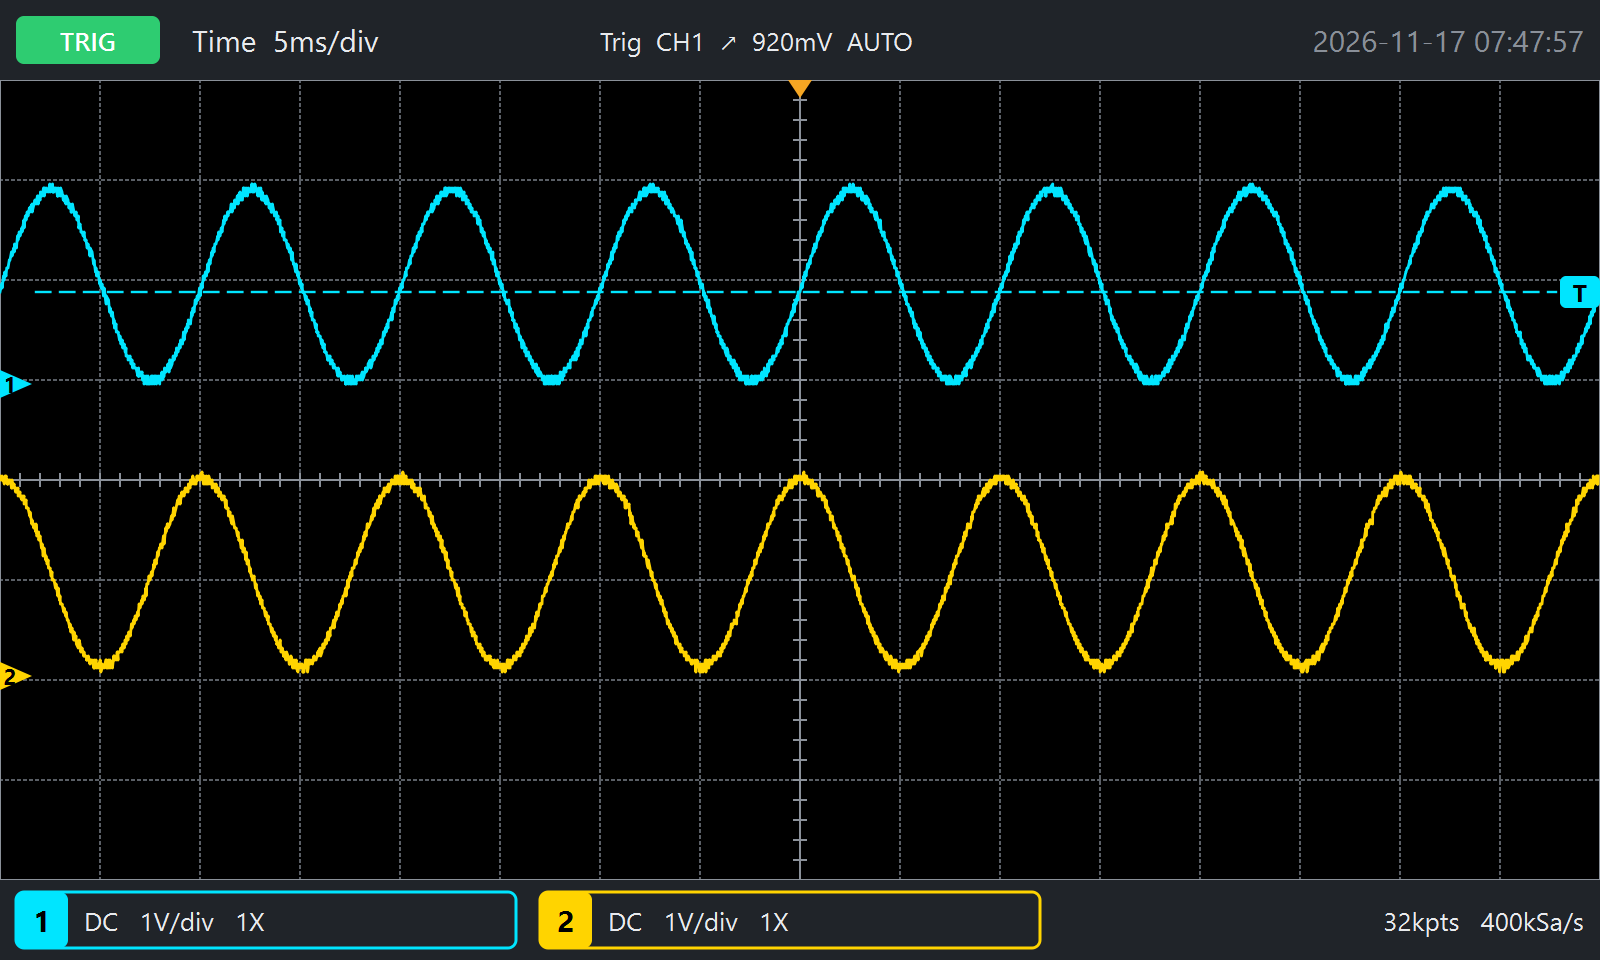 TRIG Time 5ms/div Trig CH1 ↗ 920mV AUTO 2026-11-17 07:47:57
T
1
2
1 DC 1V/div 1X 2 DC 1V/div 1X 32kpts 400kSa/s